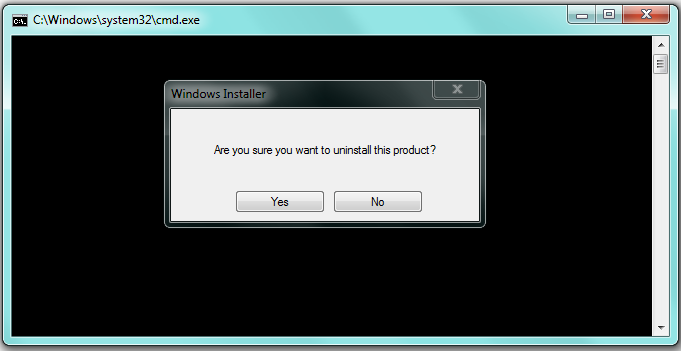 C:\Windows\system32\cmd.exe
Windows Installer
Are you sure you want to uninstall this product?
Yes
No